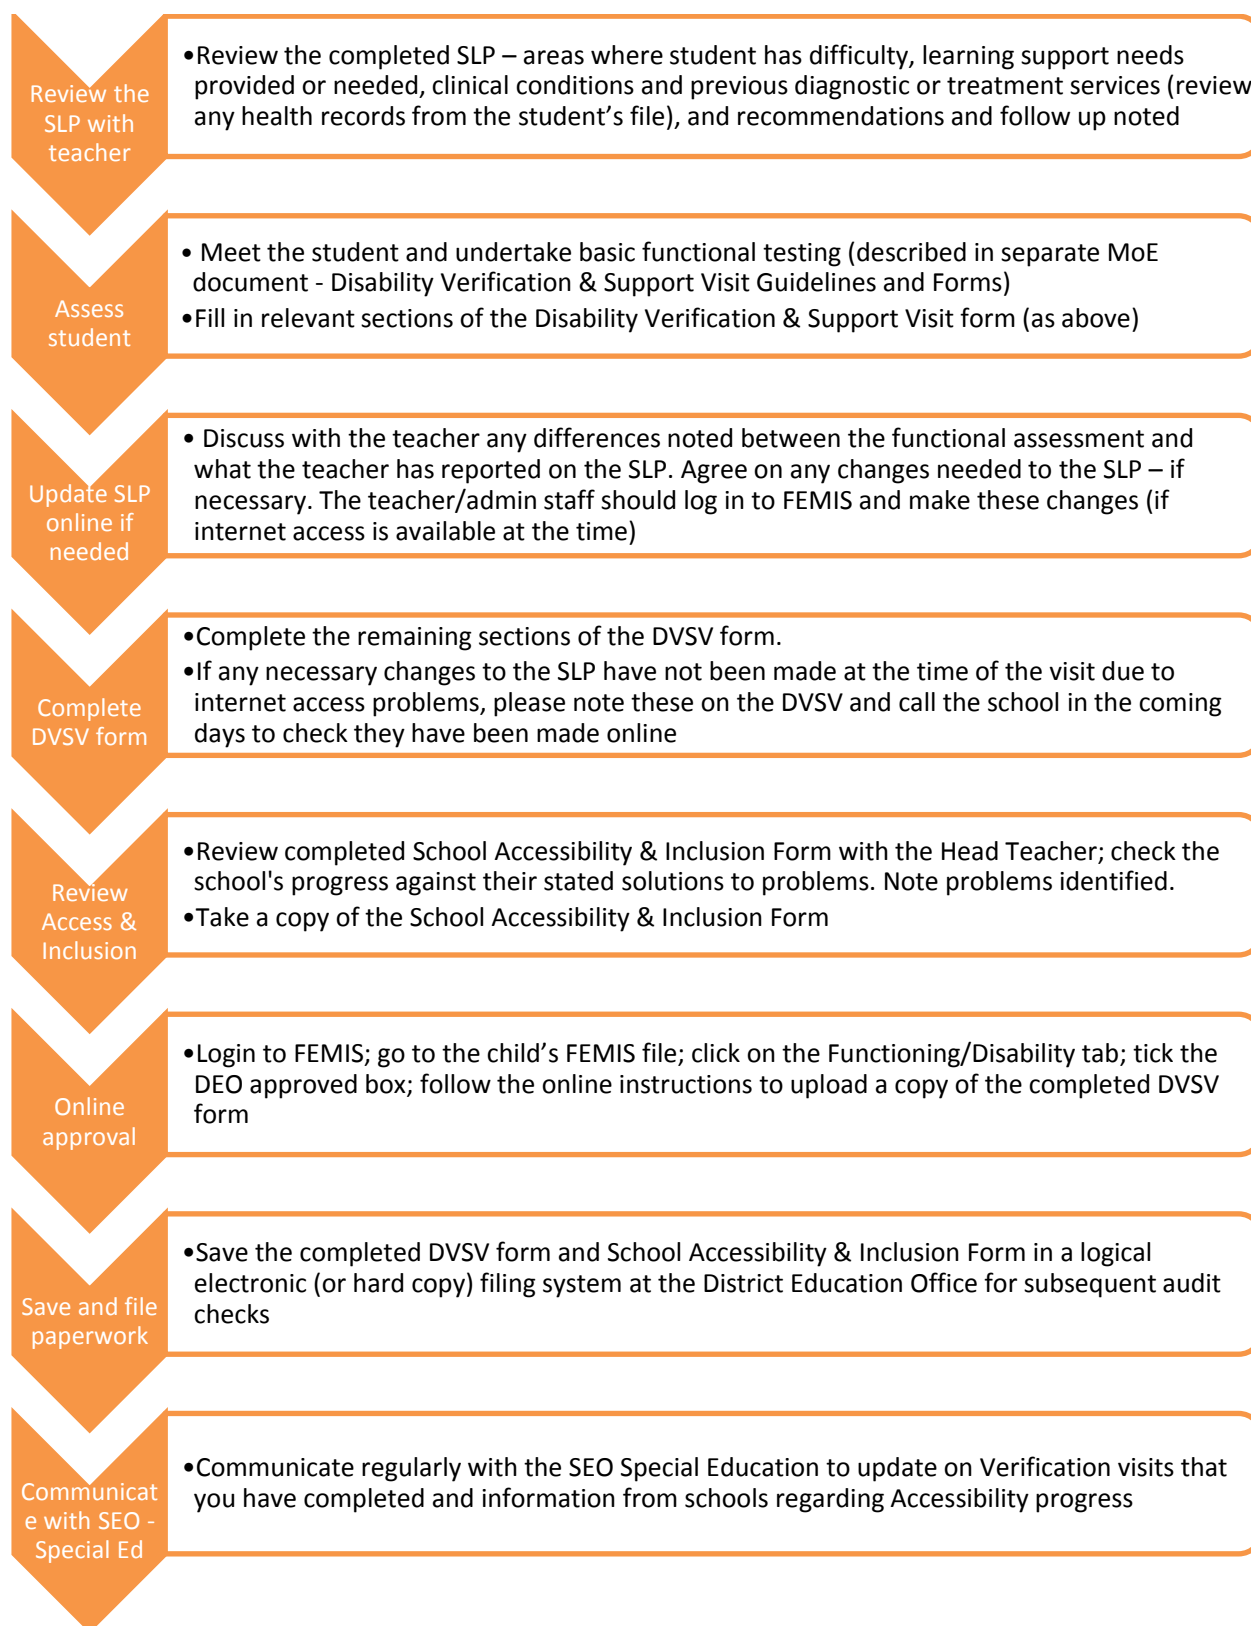 Review the
SLP with
teacher
•Review the completed SLP – areas where student has difficulty, learning support needs
provided or needed, clinical conditions and previous diagnostic or treatment services (review
any health records from the student's file), and recommendations and follow up noted
Assess
student
• Meet the student and undertake basic functional testing (described in separate MoE
document - Disability Verification & Support Visit Guidelines and Forms)
•Fill in relevant sections of the Disability Verification & Support Visit form (as above)
Update SLP
online if
needed
• Discuss with the teacher any differences noted between the functional assessment and
what the teacher has reported on the SLP. Agree on any changes needed to the SLP – if
necessary. The teacher/admin staff should log in to FEMIS and make these changes (if
internet access is available at the time)
Complete
DVSV form
•Complete the remaining sections of the DVSV form.
•If any necessary changes to the SLP have not been made at the time of the visit due to
internet access problems, please note these on the DVSV and call the school in the coming
days to check they have been made online
Review
Access &
Inclusion
•Review completed School Accessibility & Inclusion Form with the Head Teacher; check the
school's progress against their stated solutions to problems. Note problems identified.
•Take a copy of the School Accessibility & Inclusion Form
Online
approval
•Login to FEMIS; go to the child's FEMIS file; click on the Functioning/Disability tab; tick the
DEO approved box; follow the online instructions to upload a copy of the completed DVSV
form
Save and file
paperwork
•Save the completed DVSV form and School Accessibility & Inclusion Form in a logical
electronic (or hard copy) filing system at the District Education Office for subsequent audit
checks
Communicat
e with SEO -
Special Ed
•Communicate regularly with the SEO Special Education to update on Verification visits that
you have completed and information from schools regarding Accessibility progress